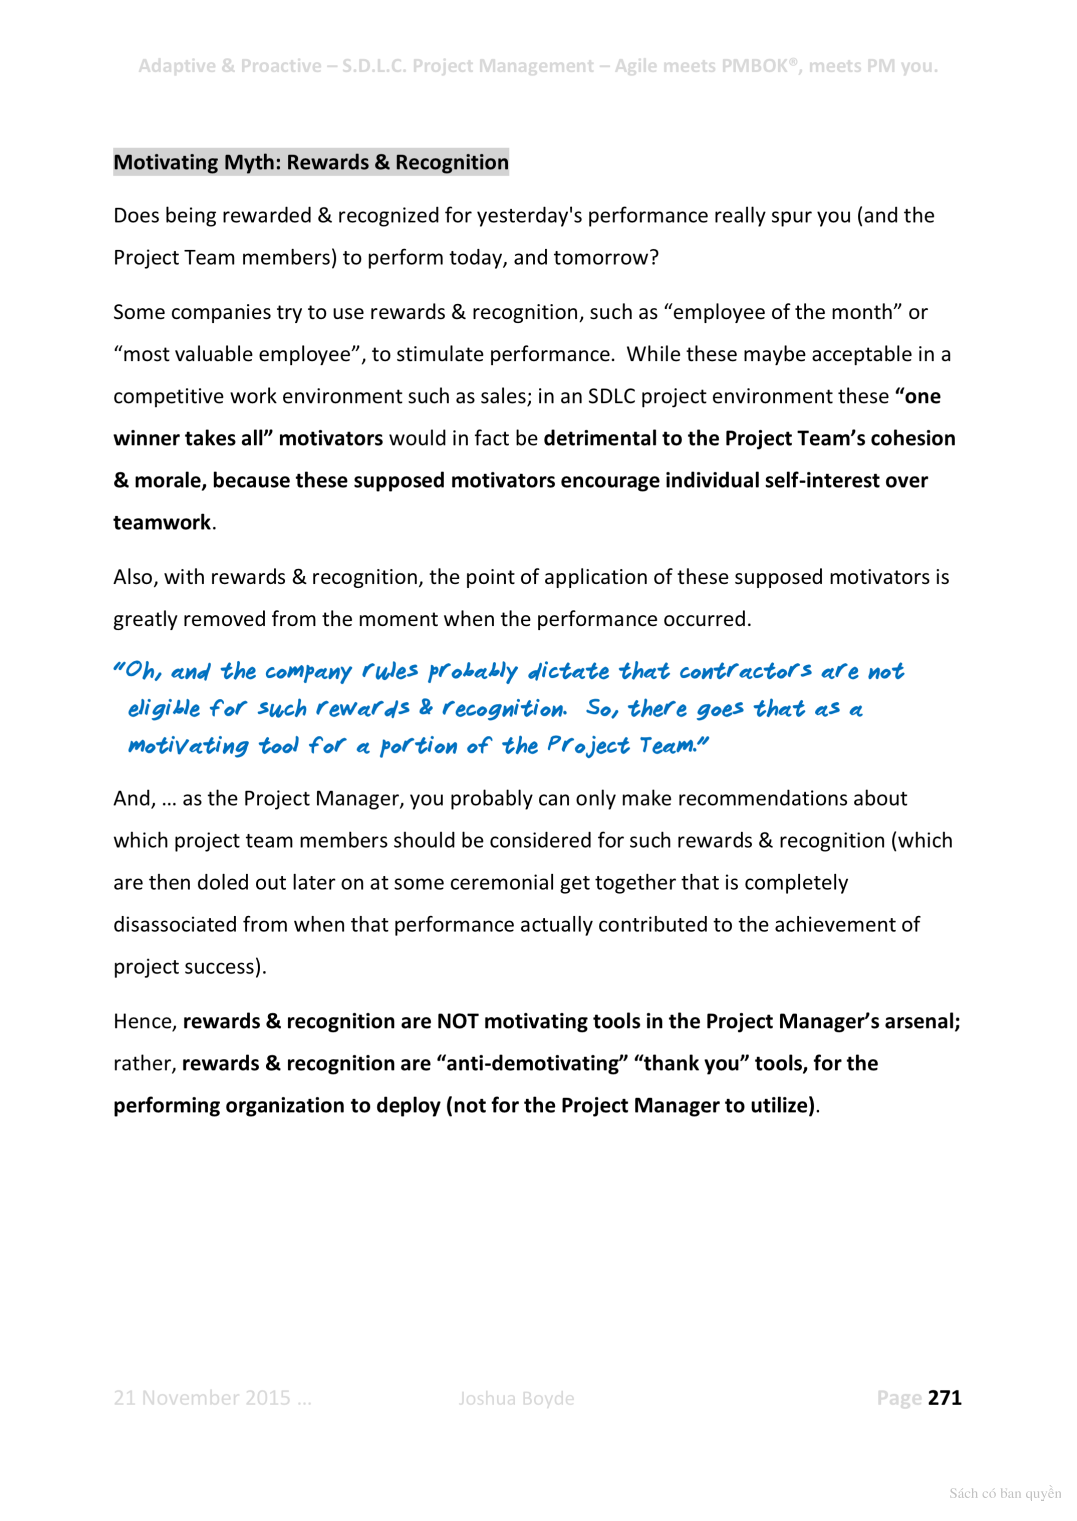 Adaptive & Proactive – S.D.L.C. Project Management – Agile meets PMBOK®, meets PM you.
Motivating Myth: Rewards & Recognition
Does being rewarded & recognized for yesterday's performance really spur you (and the
Project Team members) to perform today, and tomorrow?
Some companies try to use rewards & recognition, such as “employee of the month” or
“most valuable employee”, to stimulate performance.  While these maybe acceptable in a
competitive work environment such as sales; in an SDLC project environment these “one
winner takes all” motivators would in fact be detrimental to the Project Team’s cohesion
& morale, because these supposed motivators encourage individual self-interest over
teamwork.
Also, with rewards & recognition, the point of application of these supposed motivators is
greatly removed from the moment when the performance occurred.
“Oh, and the company rules probably dictate that contractors are not
eligible for such rewards & recognition.  So, there goes that as a
motivating tool for a portion of the Project Team.”
And, … as the Project Manager, you probably can only make recommendations about
which project team members should be considered for such rewards & recognition (which
are then doled out later on at some ceremonial get together that is completely
disassociated from when that performance actually contributed to the achievement of
project success).
Hence, rewards & recognition are NOT motivating tools in the Project Manager’s arsenal;
rather, rewards & recognition are “anti-demotivating” “thank you” tools, for the
performing organization to deploy (not for the Project Manager to utilize).
21 November 2015 … Joshua Boyde Page 271
Sách có bản quyền